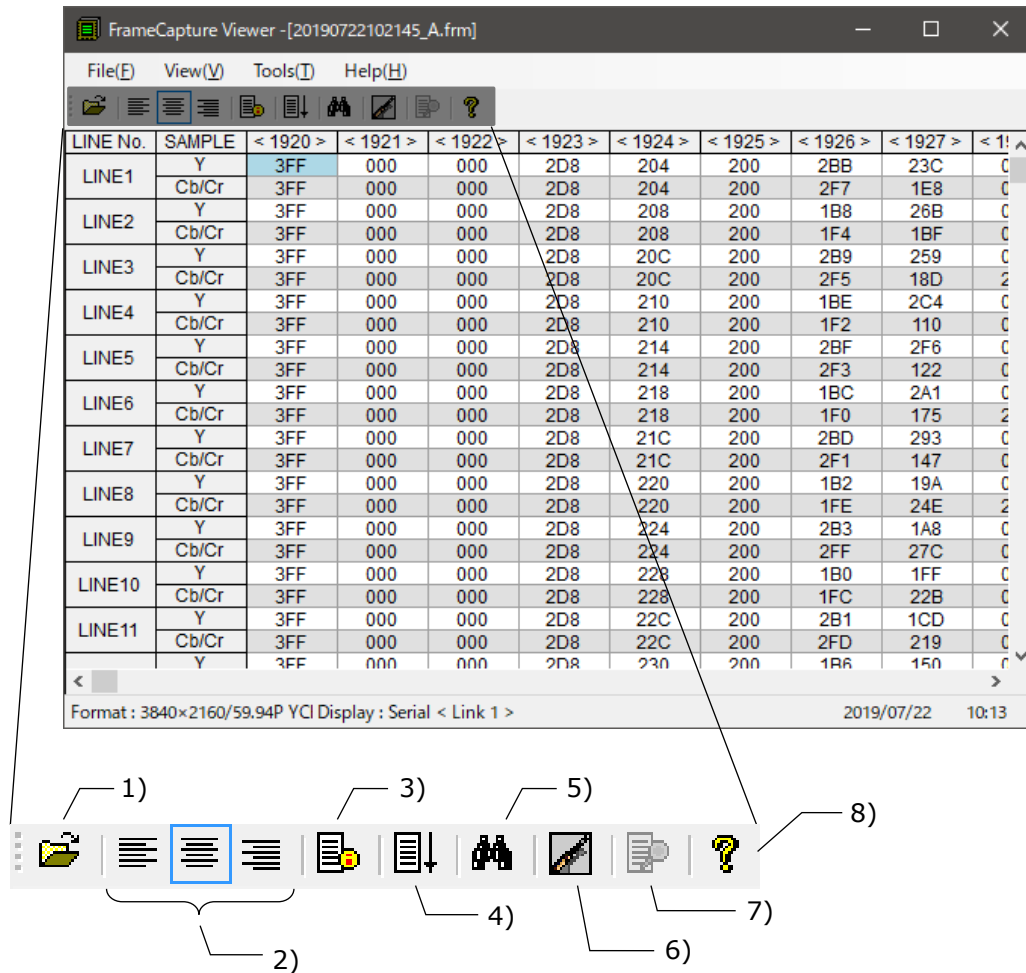 FrameCapture Viewer -[20190722102145_A.frm]
File(F) View(V) Tools(T) Help(H)
LINE No. SAMPLE < 1920 > < 1921 > < 1922 > < 1923 > < 1924 > < 1925 > < 1926 > < 1927 >
LINE1 Y 3FF 000 000 2D8 204 200 2BB 23C
Cb/Cr 3FF 000 000 2D8 204 200 2F7 1E8
LINE2 Y 3FF 000 000 2D8 208 200 1B8 26B
Cb/Cr 3FF 000 000 2D8 208 200 1F4 1BF
LINE3 Y 3FF 000 000 2D8 20C 200 2B9 259
Cb/Cr 3FF 000 000 2D8 20C 200 2F5 18D
LINE4 Y 3FF 000 000 2D8 210 200 1BE 2C4
Cb/Cr 3FF 000 000 2D8 210 200 1F2 110
LINE5 Y 3FF 000 000 2D8 214 200 2BF 2F6
Cb/Cr 3FF 000 000 2D8 214 200 2F3 122
LINE6 Y 3FF 000 000 2D8 218 200 1BC 2A1
Cb/Cr 3FF 000 000 2D8 218 200 1F0 175
LINE7 Y 3FF 000 000 2D8 21C 200 2BD 293
Cb/Cr 3FF 000 000 2D8 21C 200 2F1 147
LINE8 Y 3FF 000 000 2D8 220 200 1B2 19A
Cb/Cr 3FF 000 000 2D8 220 200 1FE 24E
LINE9 Y 3FF 000 000 2D8 224 200 2B3 1A8
Cb/Cr 3FF 000 000 2D8 224 200 2FF 27C
LINE10 Y 3FF 000 000 2D8 228 200 1B0 1FF
Cb/Cr 3FF 000 000 2D8 228 200 1FC 22B
LINE11 Y 3FF 000 000 2D8 22C 200 2B1 1CD
Cb/Cr 3FF 000 000 2D8 22C 200 2FD 219
Y 3FF 000 000 2D8 230 200 1B6 150
Format : 3840×2160/59.94P YCI Display : Serial < Link 1 > 2019/07/22 10:13
1)
3)
5)
8)
4)
7)
2)
6)